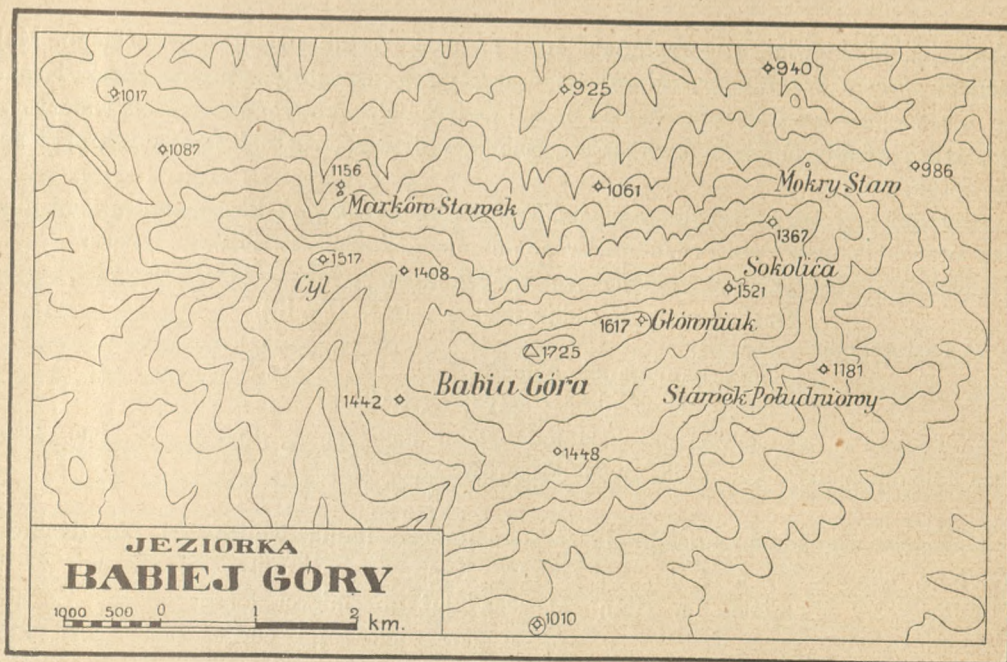 940
925
1017
1087
1156
986
1061
Mokry Staw
Marków Stawek
1367
1517
1408
Sokolica
Cyl
1521
1617 Główniak
1725
1181
Babia Góra
Stawek Południowy
1442
1448
JEZIORKA
BABIEJ GÓRY
1000 500 0 1 2 km.
1010